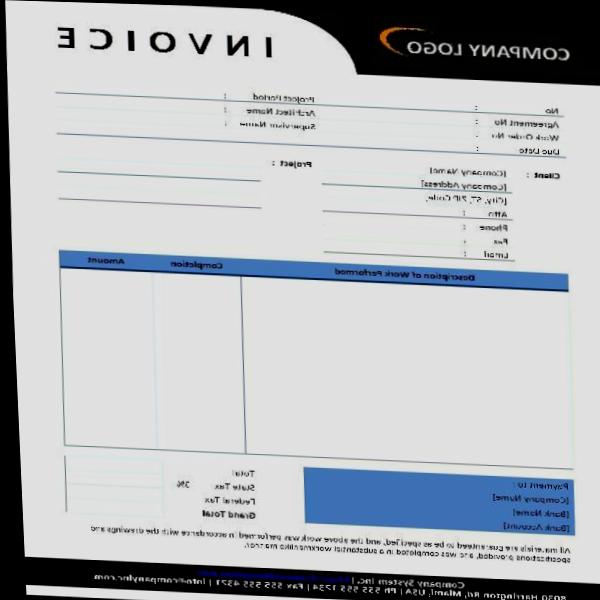 COMPANY LOGO
INVOICE
No :
Project Period :
Agreement No :
Architect Name :
Work Order No :
Supervisor Name :
Due Date :
Client : [Company Name]
Project :
[Company Address]
[City, ST, ZIP Code]
Attn :
Phone :
Fax :
Email :
Description of Work Performed Completion Amount
Payment to :
Total
[Company Name]
State Tax 3%
[Bank Name]
Federal Tax
[Bank Account]
Grand Total
All materials are guaranteed to be as specified, and the above work was performed in accordance with the drawings and
specifications provided, and was completed in a substantial workmanlike manner.
Company System Inc |
8030 Harrington Rd, Miami, USA | Ph 555 555 1234 | Fax 555 555 4321 | info@companyinc.com